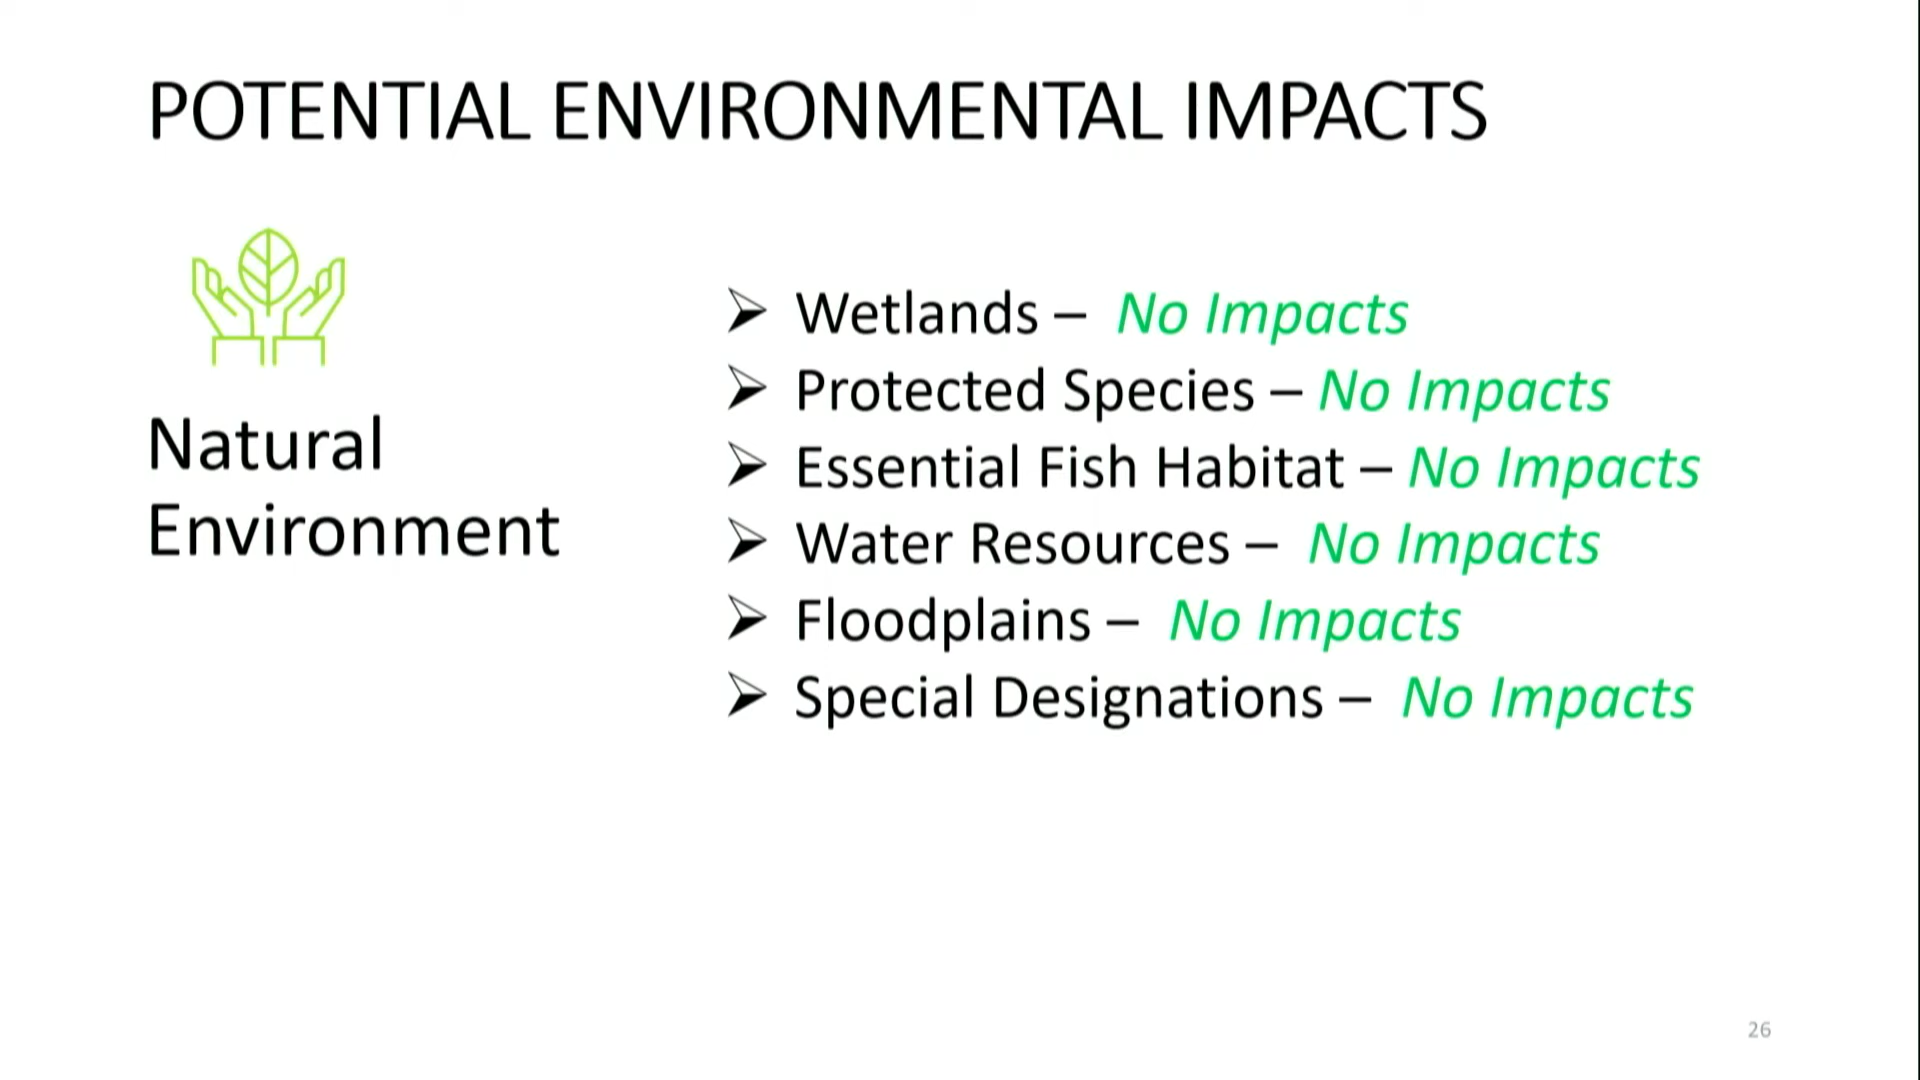 POTENTIAL ENVIRONMENTAL IMPACTS
Natural
Environment
Wetlands – No Impacts
Protected Species – No Impacts
Essential Fish Habitat – No Impacts
Water Resources – No Impacts
Floodplains – No Impacts
Special Designations – No Impacts
26